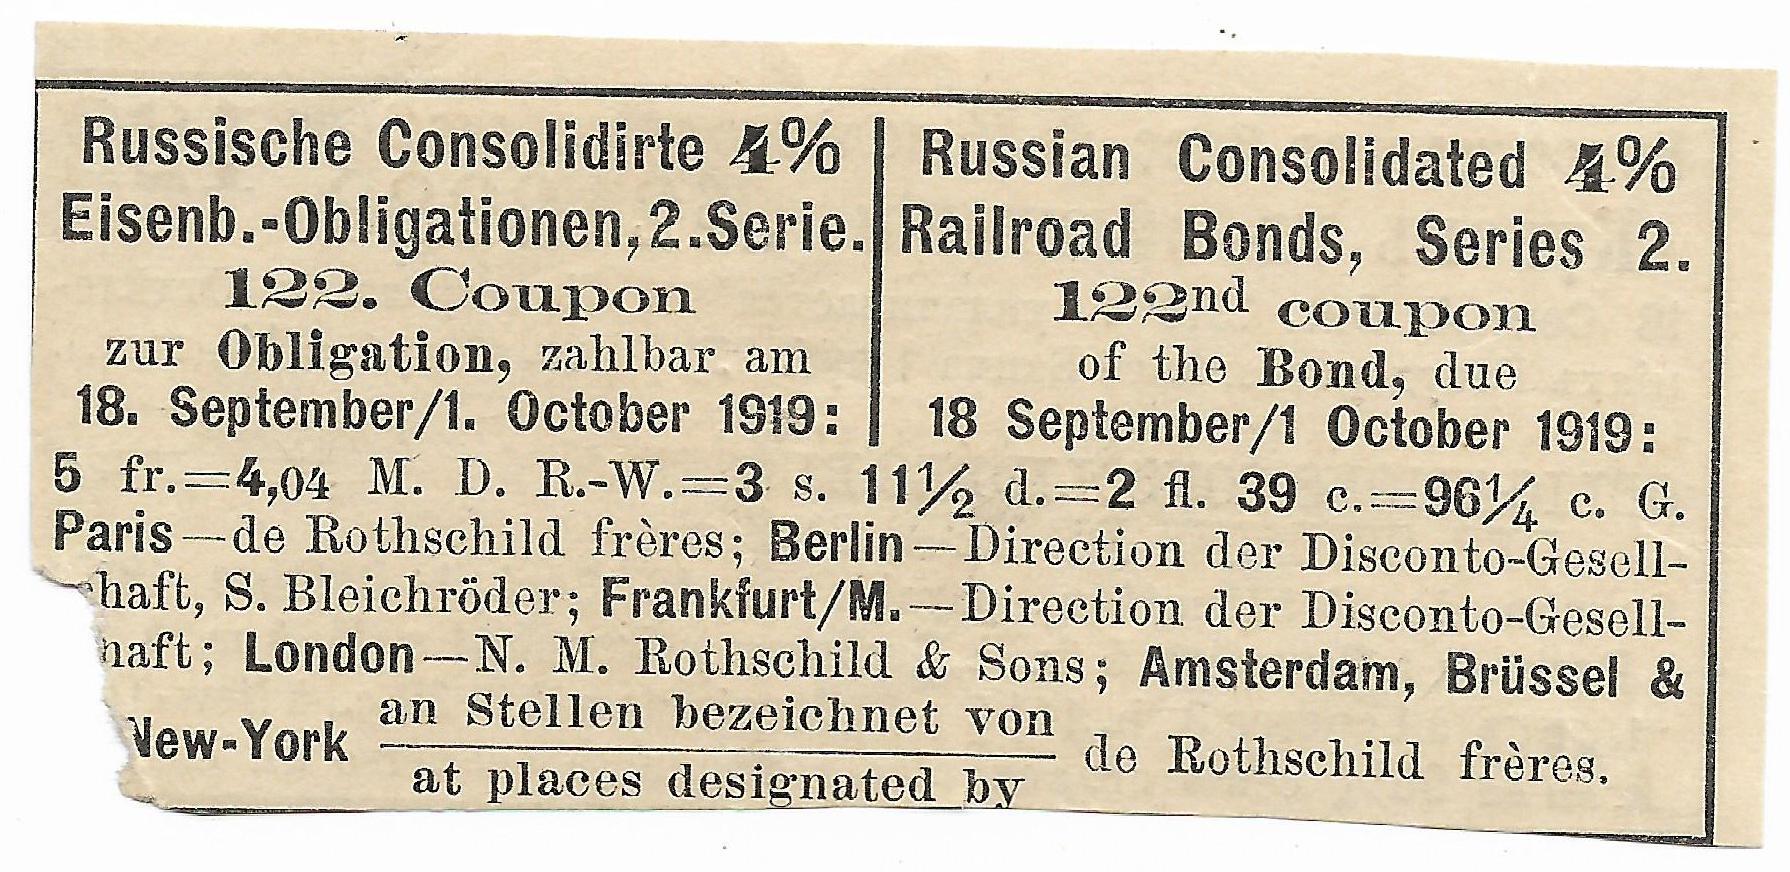 Russische Consolidirte 4%
Eisenb.-Obligationen, 2. Serie.
122. Coupon
zur Obligation, zahlbar am
18. September/1. October 1919:
Russian Consolidated 4%
Railroad Bonds, Series 2.
122nd coupon
of the Bond, due
18 September/1 October 1919:
5 fr.=4,04 M. D. R.-W.=3 s. 11½ d.=2 fl. 39 c.=96¼ c. G.
Paris—de Rothschild frères; Berlin—Direction der Disconto-Gesell-
haft, S. Bleichröder; Frankfurt/M.—Direction der Disconto-Gesell-
haft; London—N. M. Rothschild & Sons; Amsterdam, Brüssel &
New-York an Stellen bezeichnet von
at places designated by
de Rothschild frères.